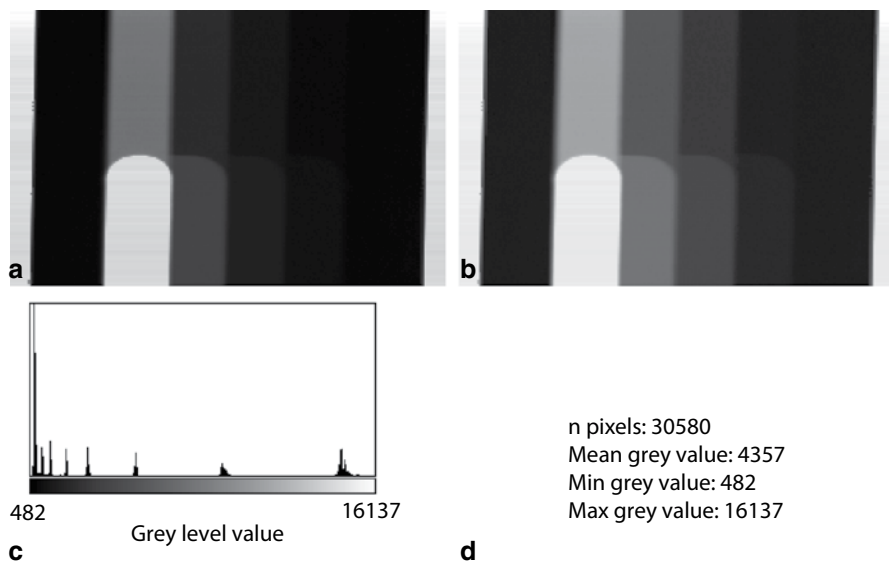 a
b
n pixels: 30580
Mean grey value: 4357
Min grey value: 482
Max grey value: 16137
482
16137
Grey level value
c
d